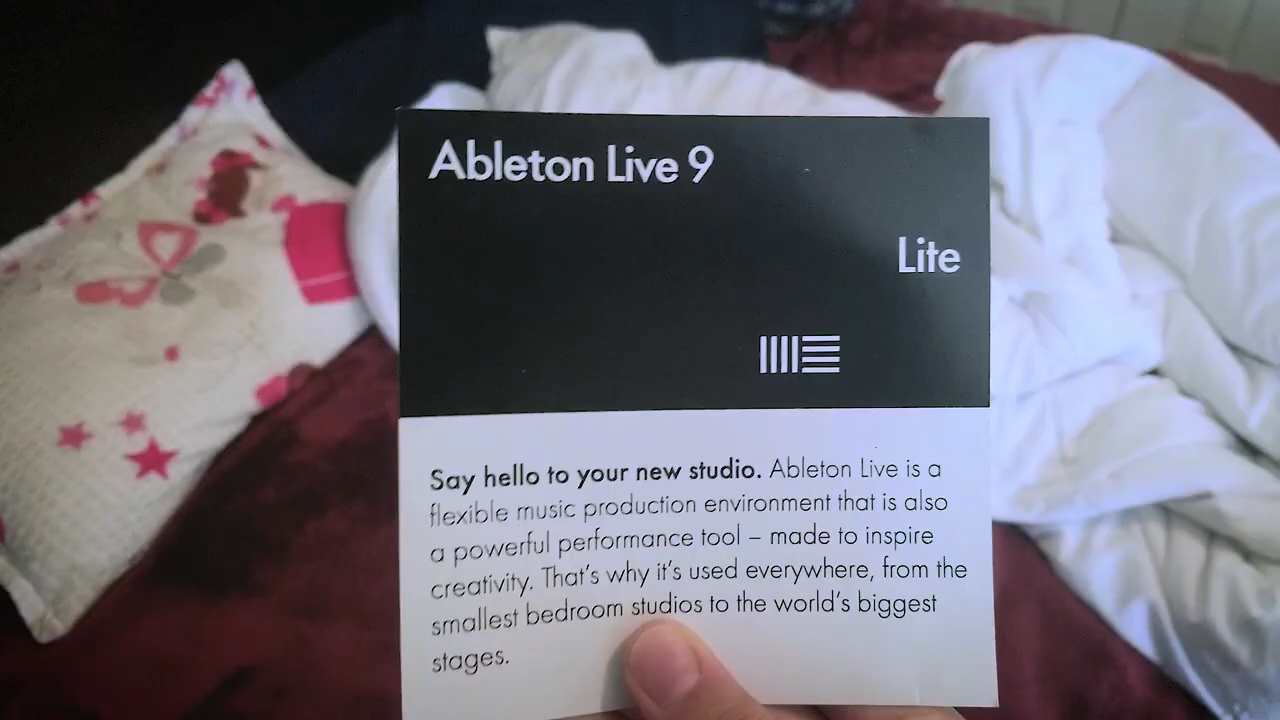 Ableton Live 9
Lite
Say hello to your new studio. Ableton Live is a
flexible music production environment that is also
a powerful performance tool – made to inspire
creativity. That's why it's used everywhere, from the
smallest bedroom studios to the world's biggest
stages.